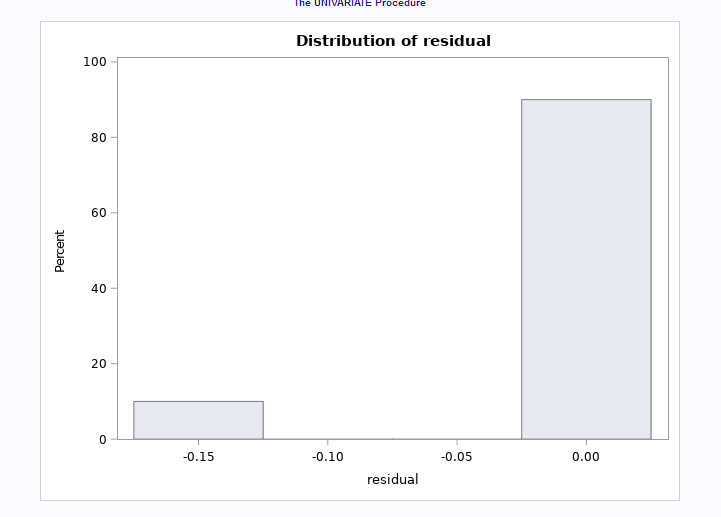 The UNIVARIATE Procedure
Distribution of residual
100
80
60
40
20
0
Percent
-0.15
-0.10
-0.05
0.00
residual